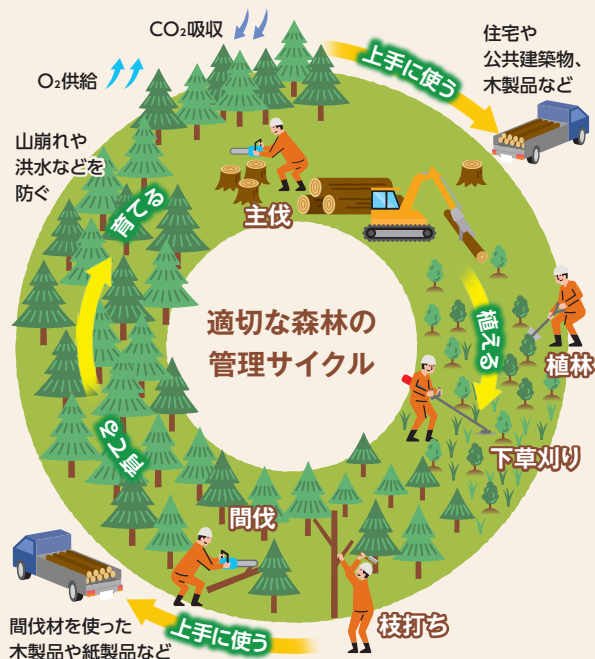 CO₂吸収
O₂供給
山崩れや
洪水などを
防ぐ
上手に使う
住宅や
公共建築物、
木製品など
主伐
育てる
植える
植林
適切な森林の
管理サイクル
下草刈り
育てる
間伐
枝打ち
上手に使う
間伐材を使った
木製品や紙製品など